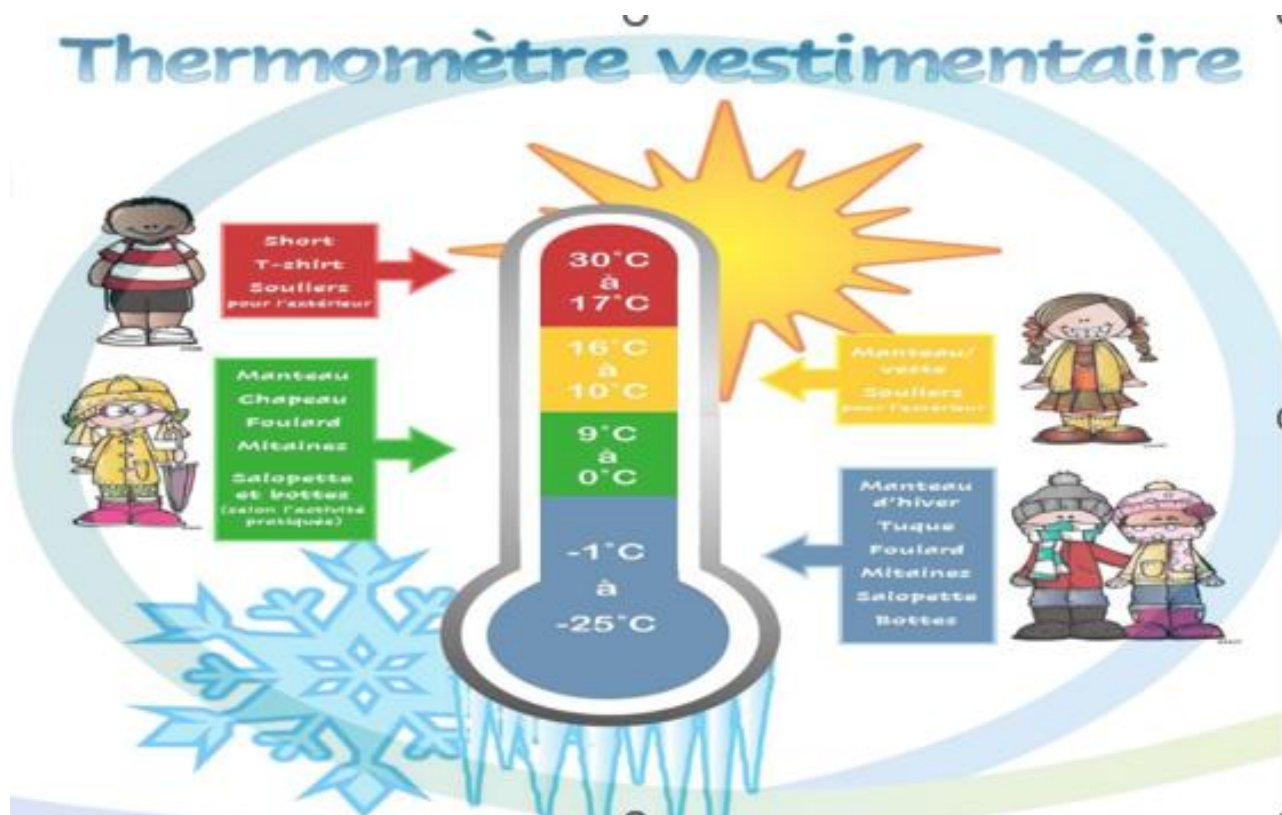 Thermomètre vestimentaire
Short
T-shirt
Souliers
pour l'extérieur
30°C
à
17°C
16°C
à
10°C
Manteau/
veste
Souliers
pour l'extérieur
Manteau
Chapeau
Foulard
Mitaines
Salopette
et bottes
(selon l'activité
pratiquée)
9°C
à
0°C
-1°C
à
-25°C
Manteau
d'hiver
Tuque
Foulard
Mitaines
Salopette
Bottes